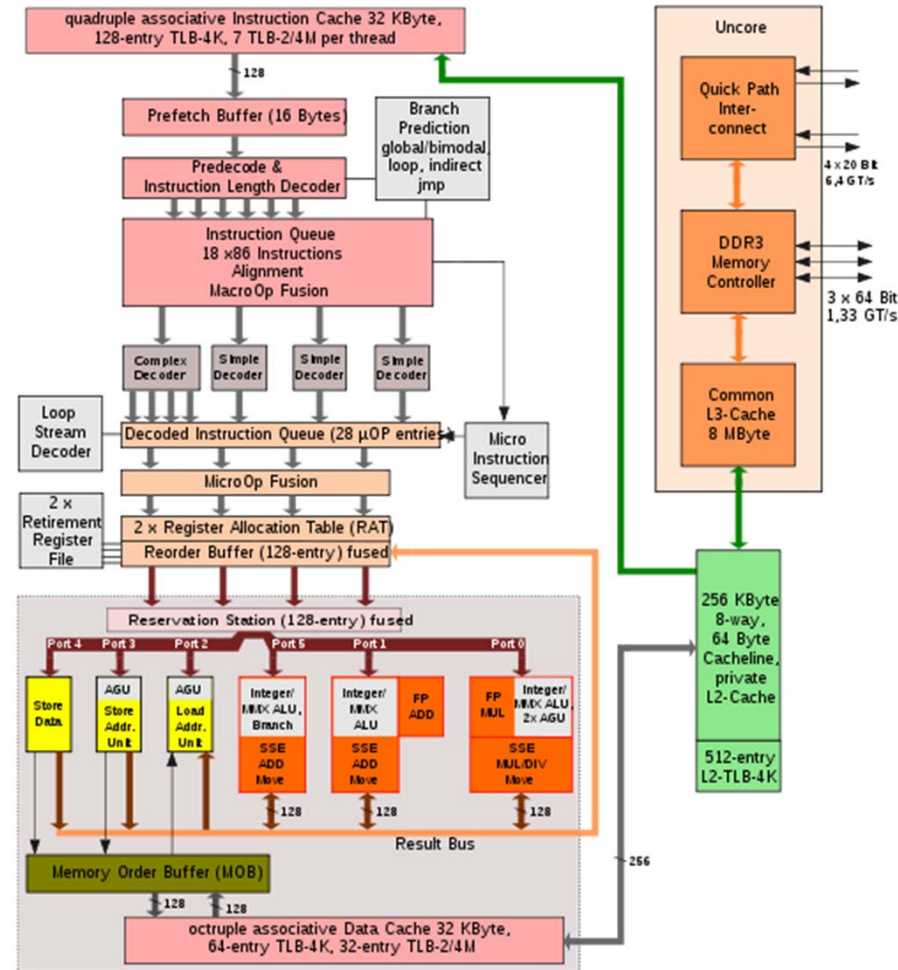 quadruple associative Instruction Cache 32 KByte,
128-entry TLB-4K, 7 TLB-2/4M per thread
128
Prefetch Buffer (16 Bytes)
Branch
Prediction
global/bimodal,
loop, indirect
jmp
Predecode &
Instruction Length Decoder
Instruction Queue
18 x86 Instructions
Alignment
MacroOp Fusion
Complex
Decoder
Simple
Decoder
Simple
Decoder
Simple
Decoder
Loop
Stream
Decoder
Decoded Instruction Queue (28 µOP entries)
Micro
Instruction
Sequencer
MicroOp Fusion
2 x
Retirement
Register
File
2 x Register Allocation Table (RAT)
Reorder Buffer (128-entry) fused
Reservation Station (128-entry) fused
Port 4
Port 3
Port 2
Port 5
Port 1
Port 0
Store
Data
AGU
Store
Addr.
Unit
AGU
Load
Addr.
Unit
Integer/
MMX ALU,
Branch
SSE
ADD
Move
Integer/
MMX
ALU
FP
ADD
SSE
ADD
Move
FP
MUL
Integer/
MMX ALU,
2x AGU
SSE
MUL/DIV
Move
128
128
128
Result Bus
Memory Order Buffer (MOB)
128
128
octruple associative Data Cache 32 KByte,
64-entry TLB-4K, 32-entry TLB-2/4M
256
Uncore
Quick Path
Inter-
connect
4 x 20 Bit
6,4 GT/s
DDR3
Memory
Controller
3 x 64 Bit
1,33 GT/s
Common
L3-Cache
8 MByte
256 KByte
8-way,
64 Byte
Cacheline,
private
L2-Cache
512-entry
L2-TLB-4K